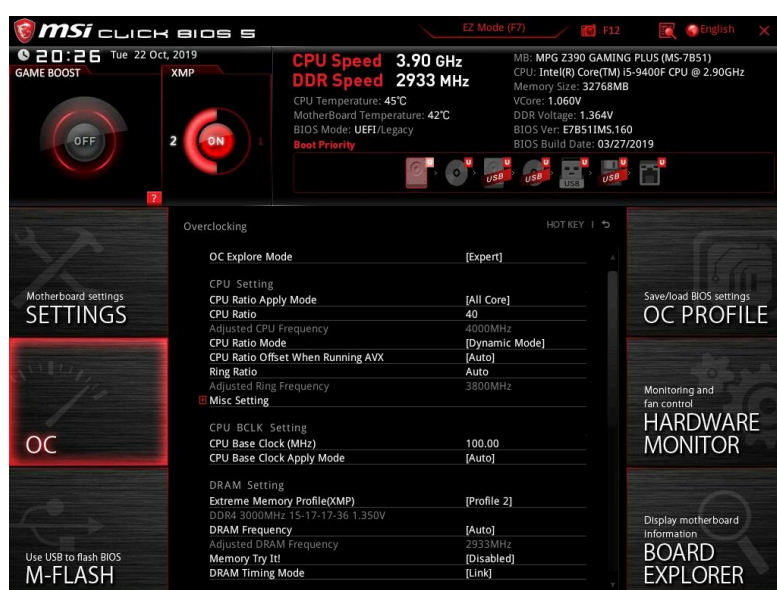 msi CLICK BIOS 5
EZ Mode (F7)
F12
English
X
20:26 Tue 22 Oct, 2019
GAME BOOST
XMP
OFF
2 ON 1
?
CPU Speed 3.90 GHz
DDR Speed 2933 MHz
CPU Temperature: 45°C
MotherBoard Temperature: 42°C
BIOS Mode: UEFI/Legacy
Boot Priority
MB: MPG Z390 GAMING PLUS (MS-7B51)
CPU: Intel(R) Core(TM) i5-9400F CPU @ 2.90GHz
Memory Size: 32768MB
VCore: 1.060V
DDR Voltage: 1.364V
BIOS Ver: E7B51IMS.160
BIOS Build Date: 03/27/2019
U U U USB U USB U USB U USB U
Motherboard settings
SETTINGS
OC
Use USB to flash BIOS
M-FLASH
Overclocking
HOT KEY |
OC Explore Mode [Expert]
CPU Setting
CPU Ratio Apply Mode [All Core]
CPU Ratio 40
Adjusted CPU Frequency 4000MHz
CPU Ratio Mode [Dynamic Mode]
CPU Ratio Offset When Running AVX [Auto]
Ring Ratio Auto
Adjusted Ring Frequency 3800MHz
Misc Setting
CPU BCLK Setting
CPU Base Clock (MHz) 100.00
CPU Base Clock Apply Mode [Auto]
DRAM Setting
Extreme Memory Profile(XMP) [Profile 2]
DDR4 3000MHz 15-17-17-36 1.350V
DRAM Frequency [Auto]
Adjusted DRAM Frequency 2933MHz
Memory Try It! [Disabled]
DRAM Timing Mode [Link]
Save/load BIOS settings
OC PROFILE
Monitoring and
fan control
HARDWARE
MONITOR
Display motherboard
information
BOARD
EXPLORER